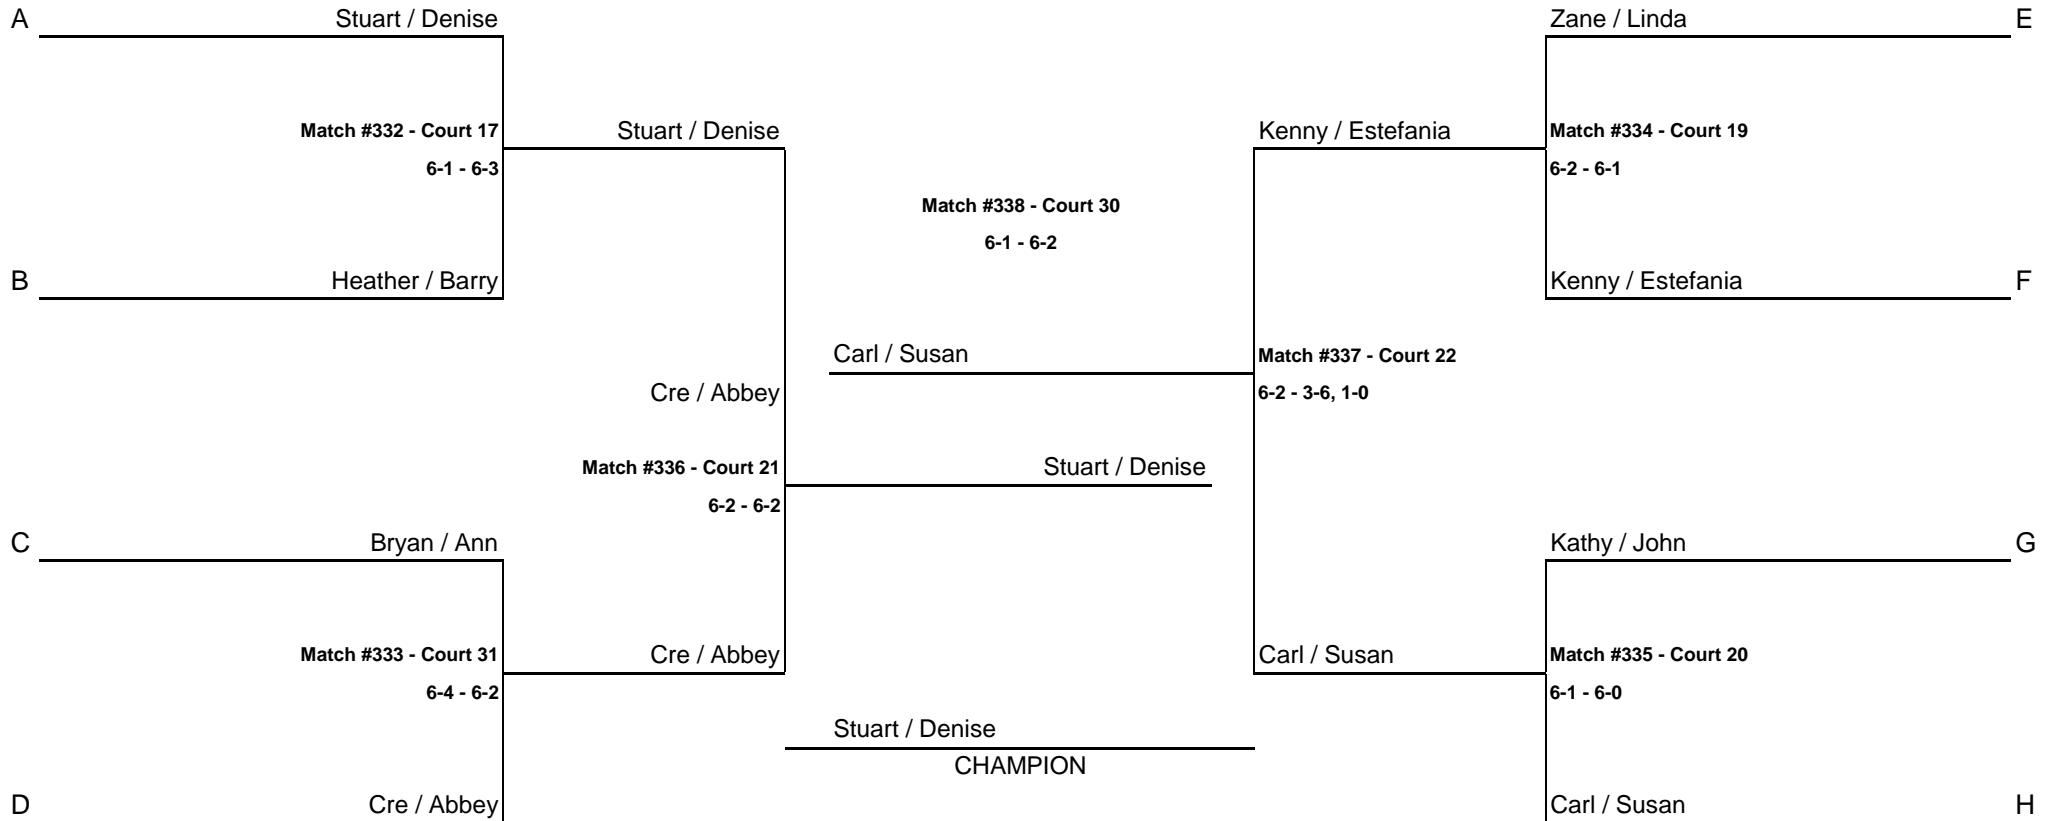 A
Stuart / Denise
Zane / Linda
E
Match #332 - Court 17
Stuart / Denise
Kenny / Estefania
Match #334 - Court 19
6-1 - 6-3
6-2 - 6-1
Match #338 - Court 30
6-1 - 6-2
B
Heather / Barry
Kenny / Estefania
F
Carl / Susan
Match #337 - Court 22
Cre / Abbey
6-2 - 3-6, 1-0
Match #336 - Court 21
Stuart / Denise
6-2 - 6-2
C
Bryan / Ann
Kathy / John
G
Match #333 - Court 31
Cre / Abbey
Carl / Susan
Match #335 - Court 20
6-4 - 6-2
6-1 - 6-0
Stuart / Denise
CHAMPION
D
Cre / Abbey
Carl / Susan
H